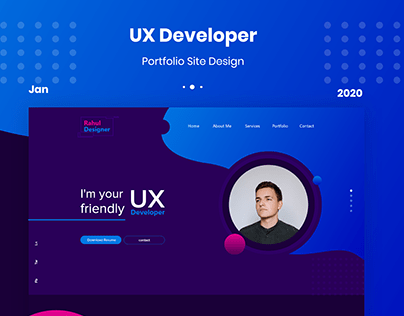 UX Developer
Portfolio Site Design
Jan
2020
Rahul
Designer
Home About Me Services Portfolio Contact
I'm your
friendly
UX
Developer
Download Resume contact